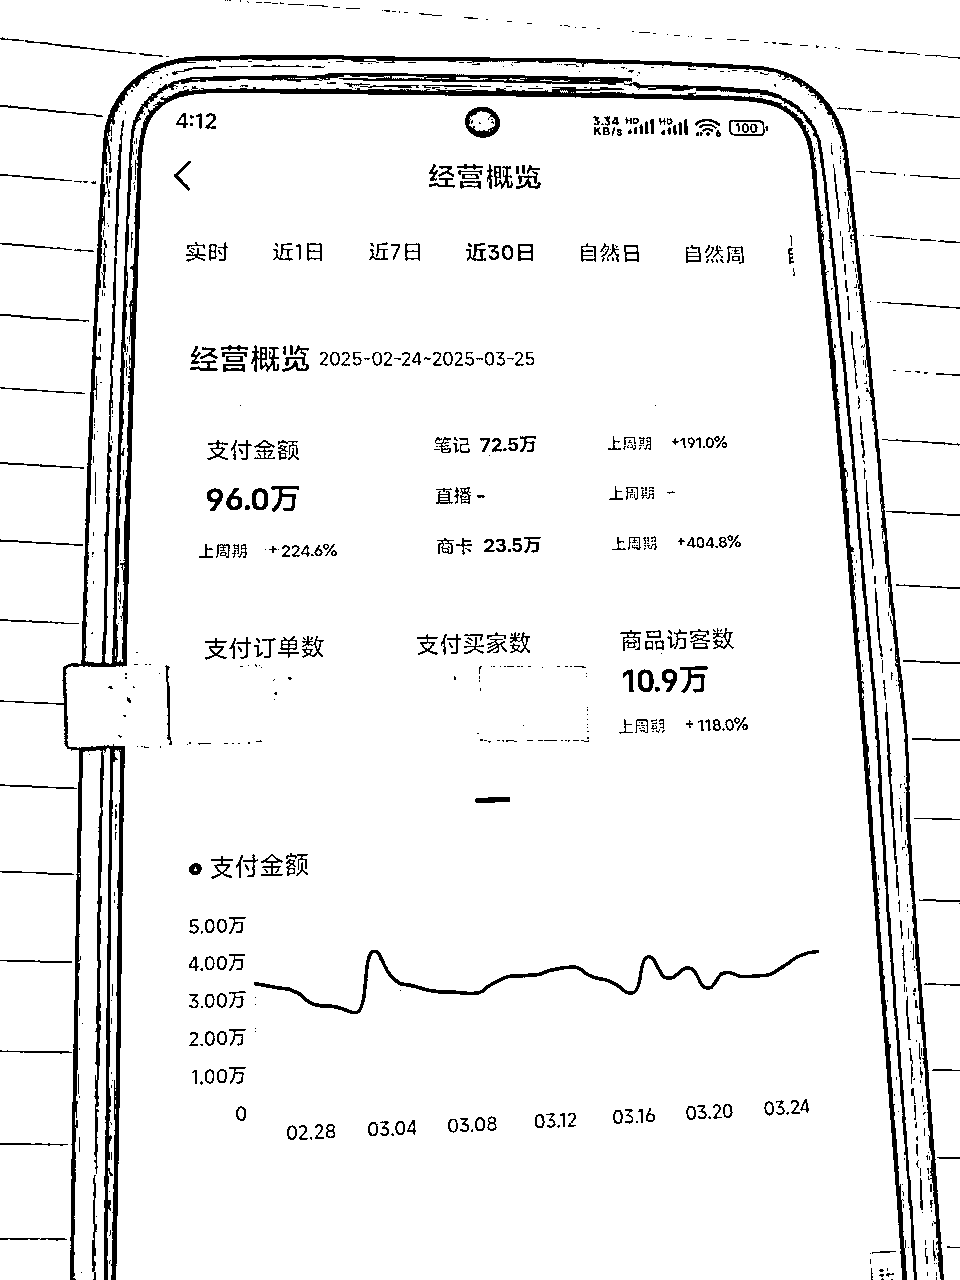 4:12
3.34 KB/s HD HD 100
经营概览
实时 近1日 近7日 近30日 自然日 自然周
经营概览 2025-02-24~2025-03-25
支付金额
96.0万
上周期 +224.6%
笔记 72.5万 上周期 +191.0%
直播 - 上周期 -
商卡 23.5万 上周期 +404.8%
支付订单数
支付买家数
商品访客数
10.9万
上周期 +118.0%
支付金额
5.00万
4.00万
3.00万
2.00万
1.00万
0
02.28 03.04 03.08 03.12 03.16 03.20 03.24